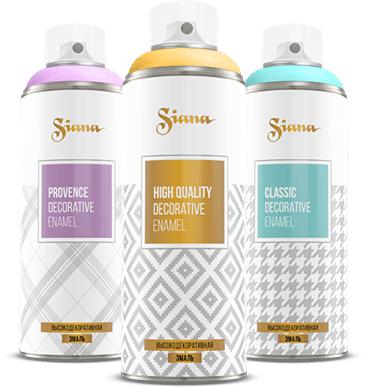 Siana
PROVENCE
DECORATIVE
ENAMEL
ВЫСОКОДЕКОРАТИВНАЯ
ЭМАЛЬ
Siana
HIGH QUALITY
DECORATIVE
ENAMEL
ВЫСОКОДЕКОРАТИВНАЯ
ЭМАЛЬ
Siana
CLASSIC
DECORATIVE
ENAMEL
ВЫСОКОДЕКОРАТИВНАЯ
ЭМАЛЬ